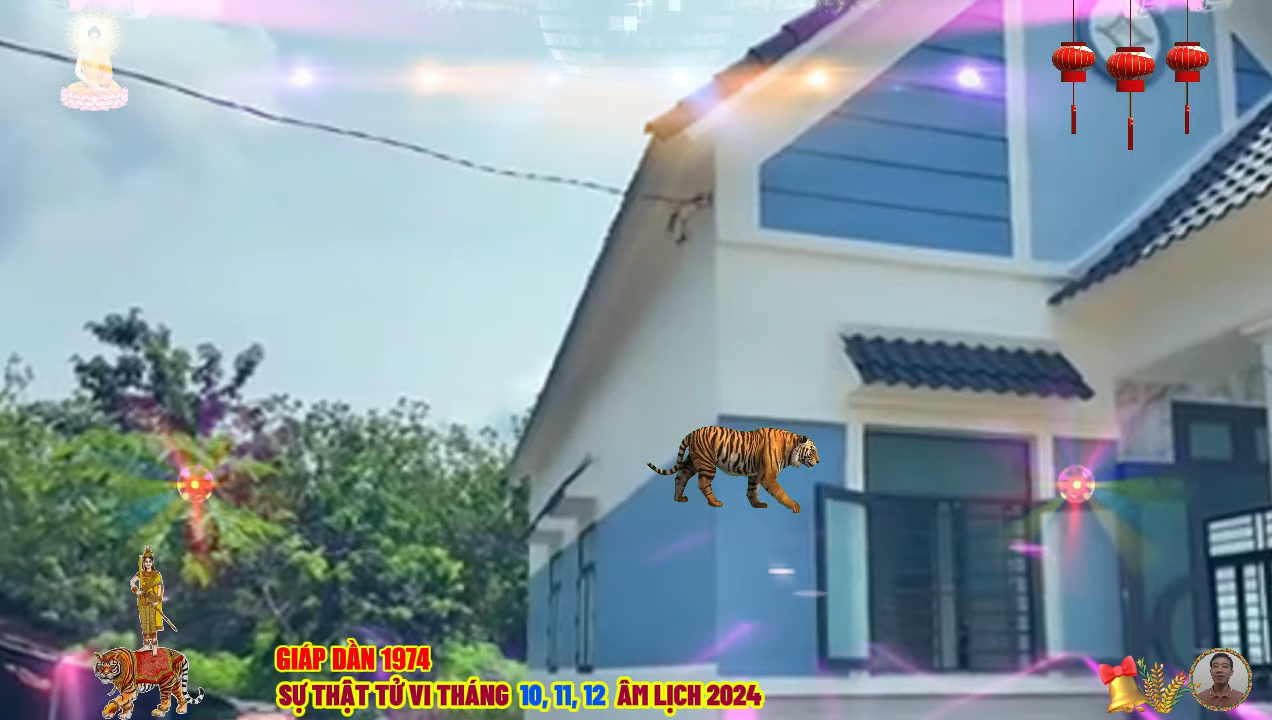 GIÁP DẦN 1974
SỰ THẬT TỬ VI THÁNG 10, 11, 12 ÂM LỊCH 2024